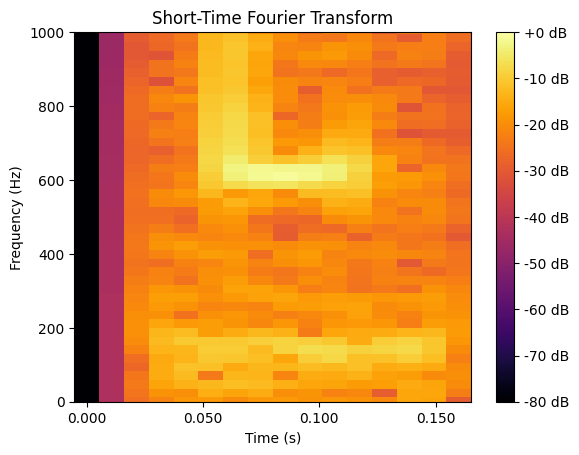 Short-Time Fourier Transform
1000
800
600
400
200
0
Frequency (Hz)
0.000
0.050
0.100
0.150
Time (s)
+0 dB
-10 dB
-20 dB
-30 dB
-40 dB
-50 dB
-60 dB
-70 dB
-80 dB